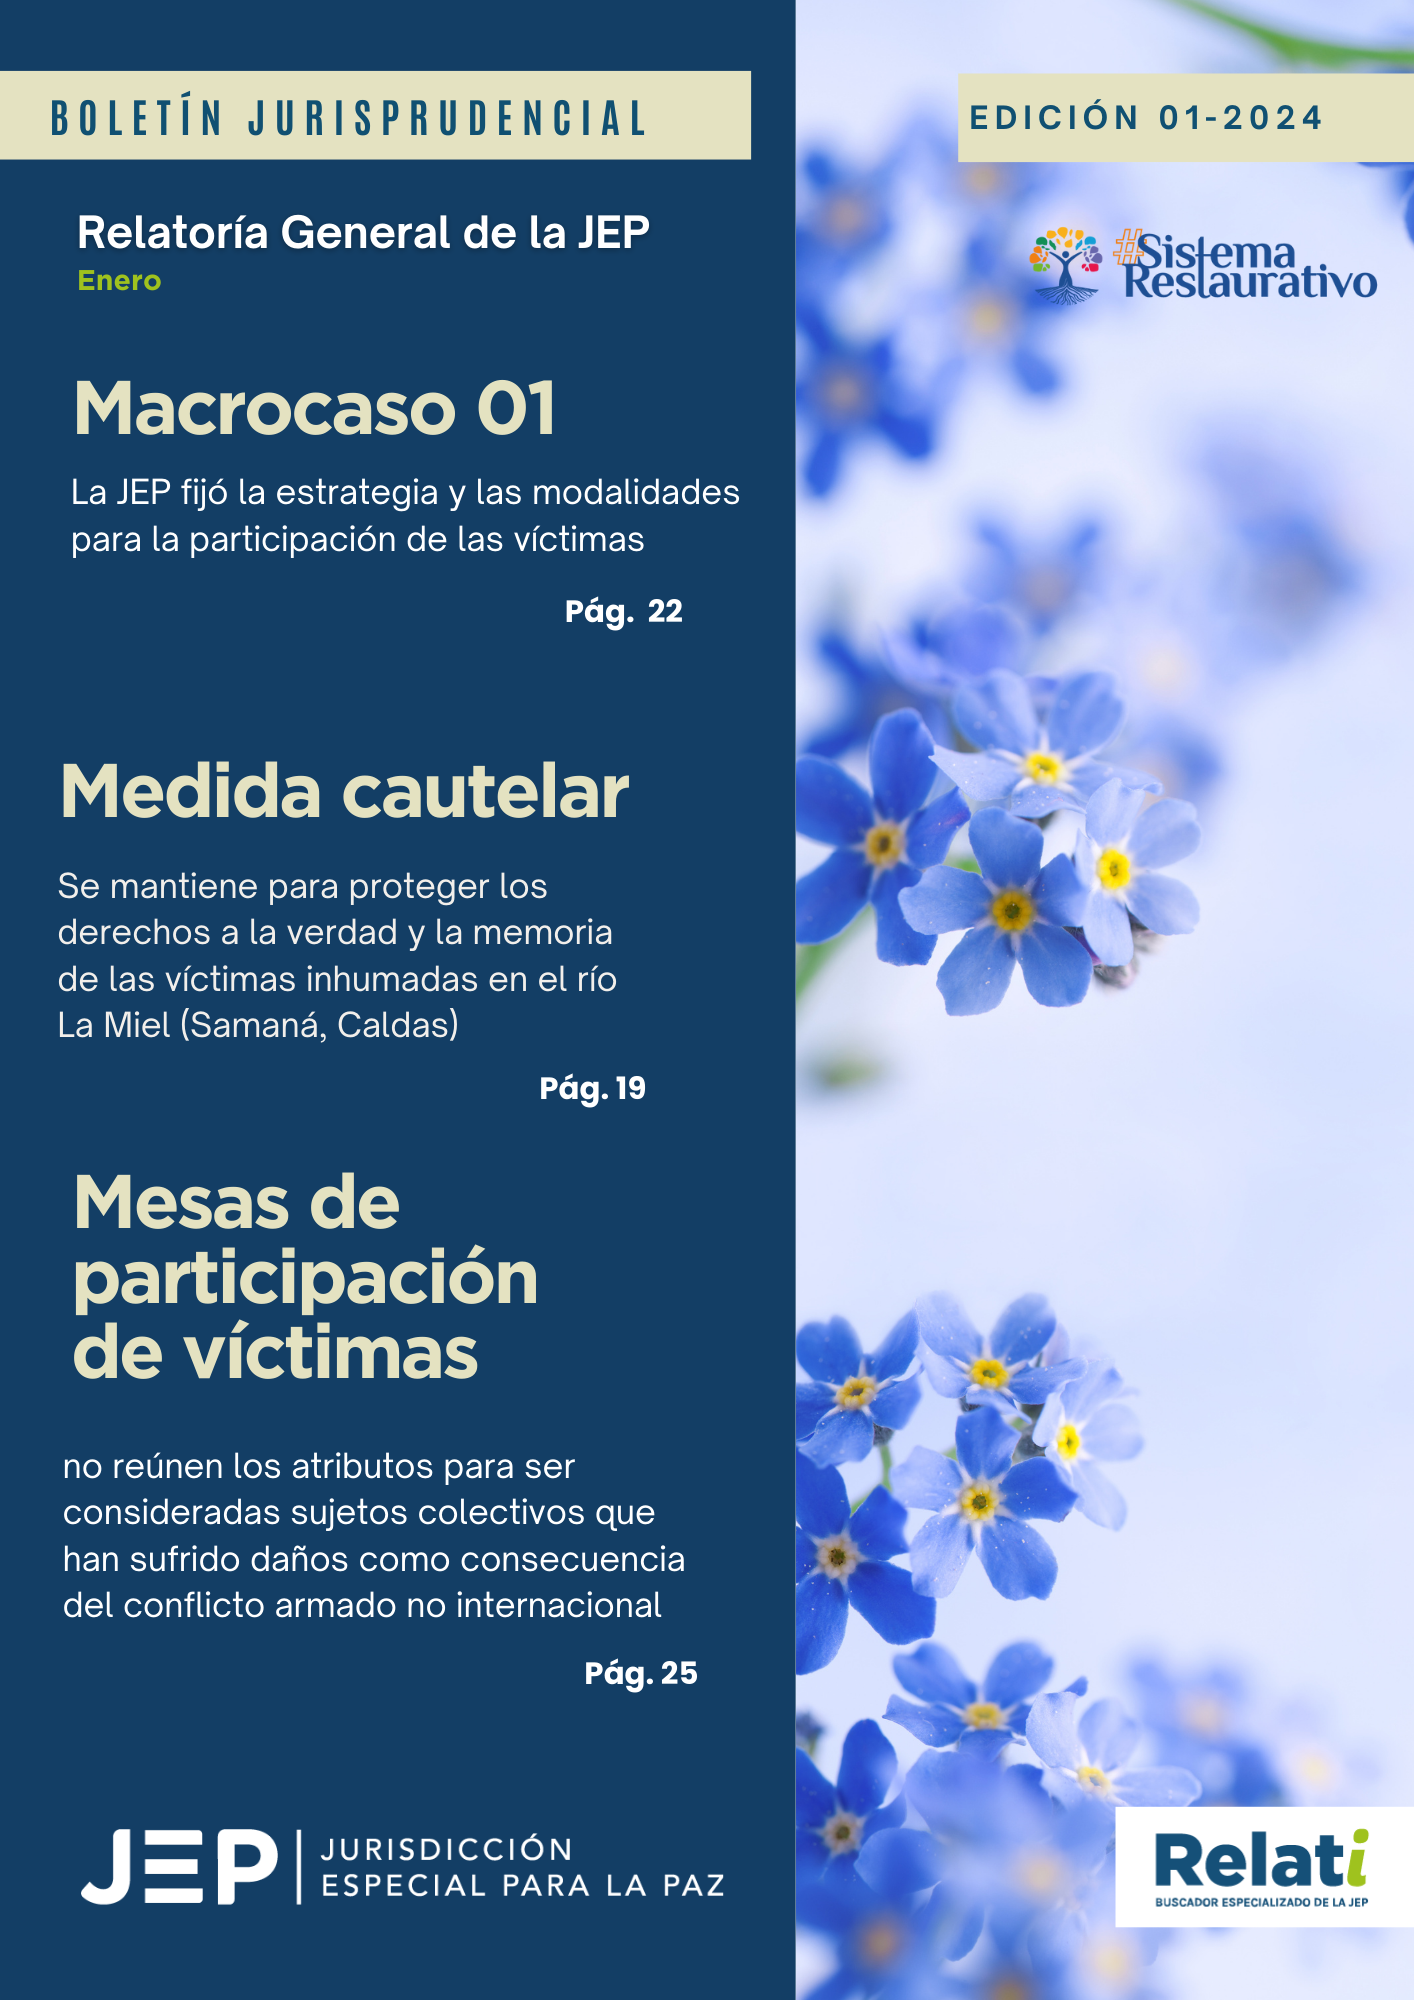 BOLETÍN JURISPRUDENCIAL
EDICIÓN 01-2024
Relatoría General de la JEP
Enero
#Sistema
Restaurativo
Macrocaso 01
La JEP fijó la estrategia y las modalidades
para la participación de las víctimas
Pág. 22
Medida cautelar
Se mantiene para proteger los
derechos a la verdad y la memoria
de las víctimas inhumadas en el río
La Miel (Samaná, Caldas)
Pág. 19
Mesas de
participación
de víctimas
no reúnen los atributos para ser
consideradas sujetos colectivos que
han sufrido daños como consecuencia
del conflicto armado no internacional
Pág. 25
JEP JURISDICCIÓN
ESPECIAL PARA LA PAZ
Relati
BUSCADOR ESPECIALIZADO DE LA JEP